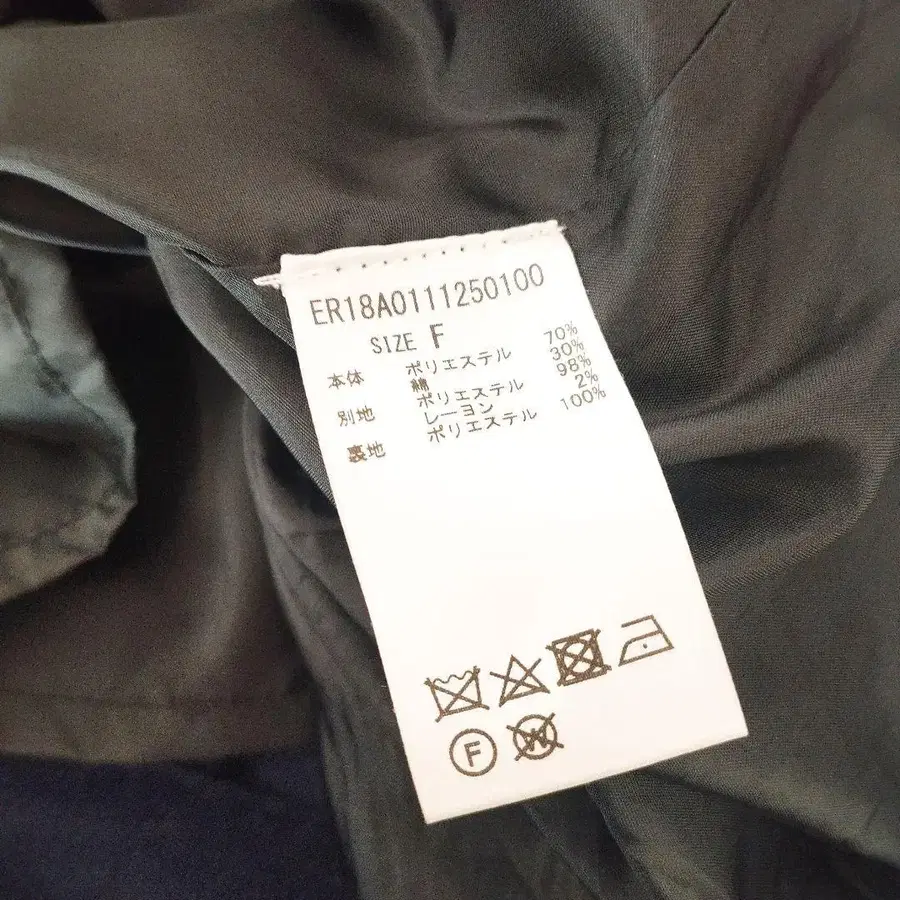 ER18A0111250100
SIZE F
本体 ポリエステル 70%
綿 30%
別地 ポリエステル 98%
レーヨン 2%
裏地 ポリエステル 100%
F
W